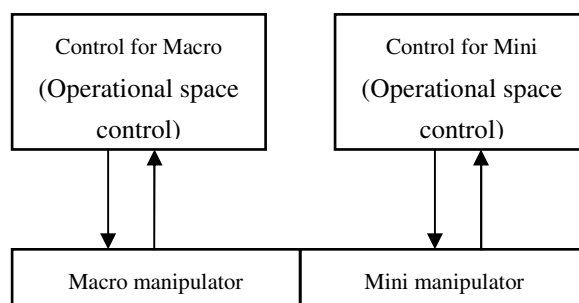 Control for Macro
(Operational space
control)
Control for Mini
(Operational space
control)
Macro manipulator
Mini manipulator